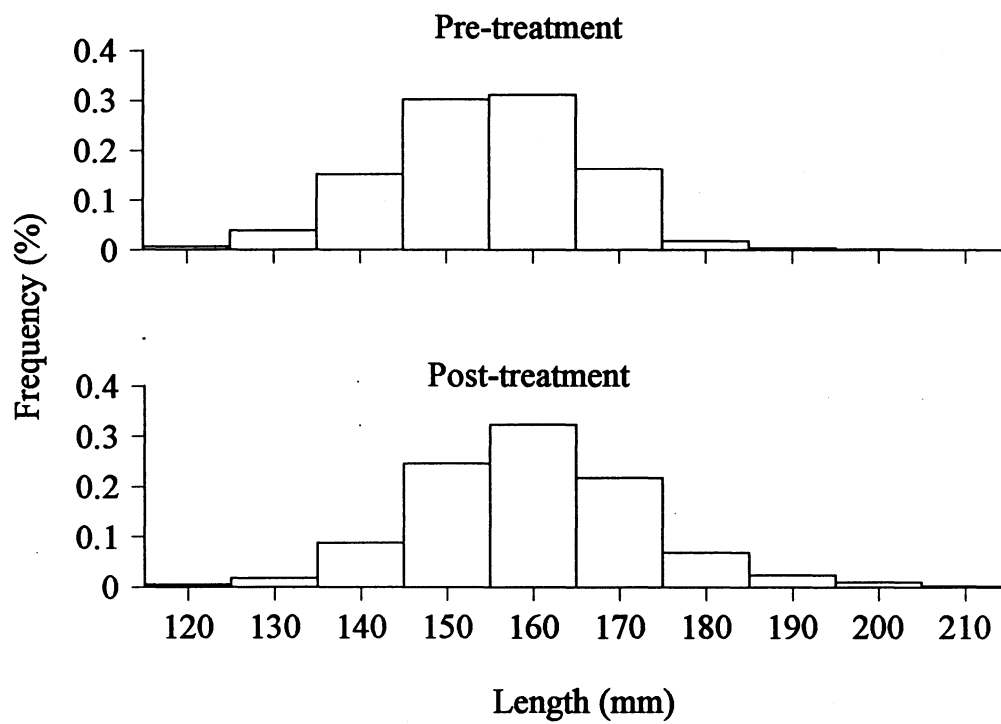 Pre-treatment
0.4
0.3
0.2
0.1
0
Frequency (%)
Post-treatment
0.4
0.3
0.2
0.1
0
120 130 140 150 160 170 180 190 200 210
Length (mm)